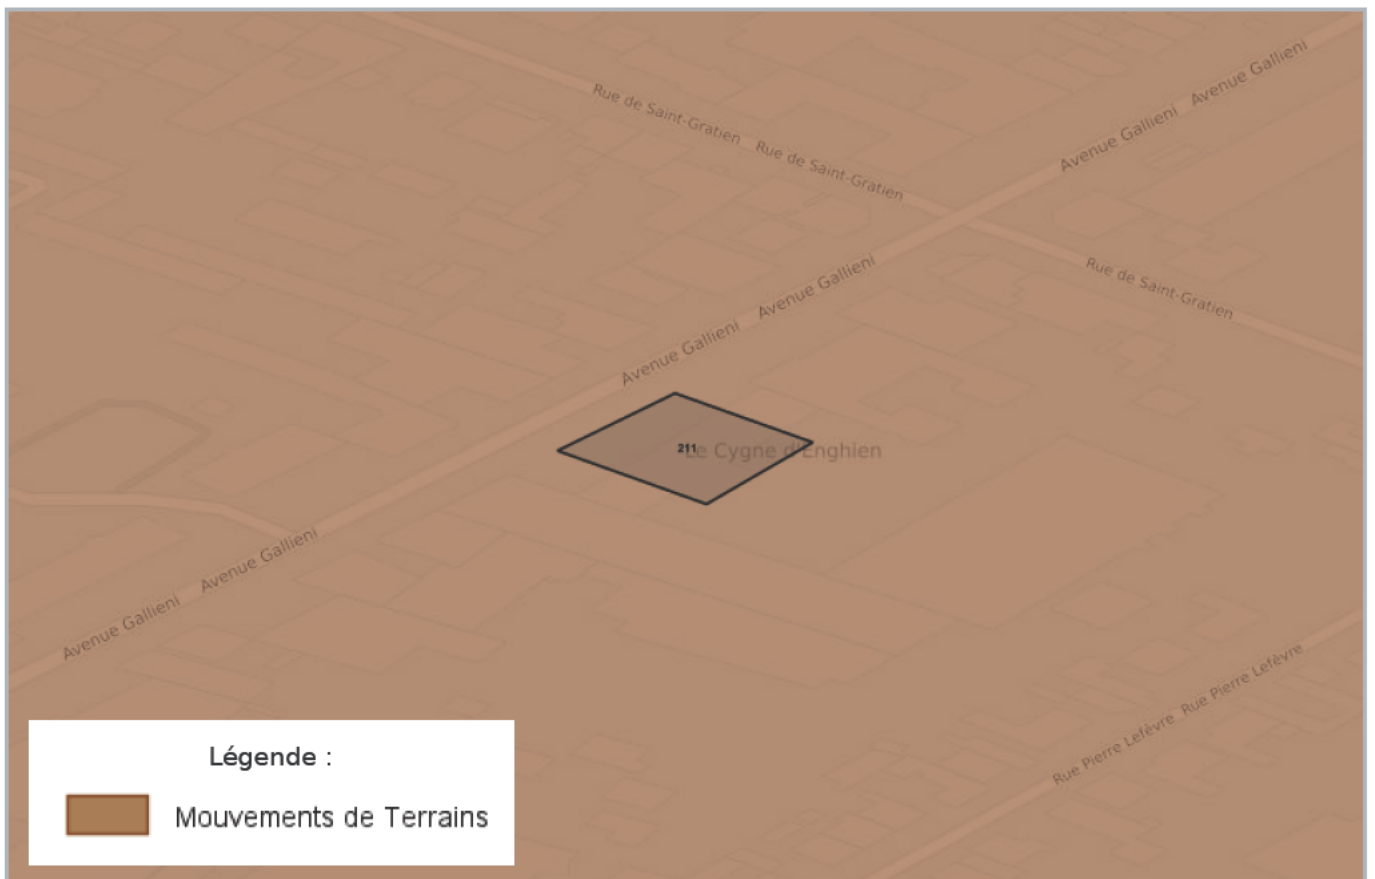 Avenue Gallieni
Rue de Saint-Gratien
Avenue Gallieni
Rue de Saint-Gratien
Avenue Gallieni
Rue de Saint-Gratien
Avenue Gallieni
211
Le Cygne d'Enghien
Avenue Gallieni
Avenue Gallieni
Rue Pierre Lefèvre
Rue Pierre Lefèvre
Légende :
Mouvements de Terrains